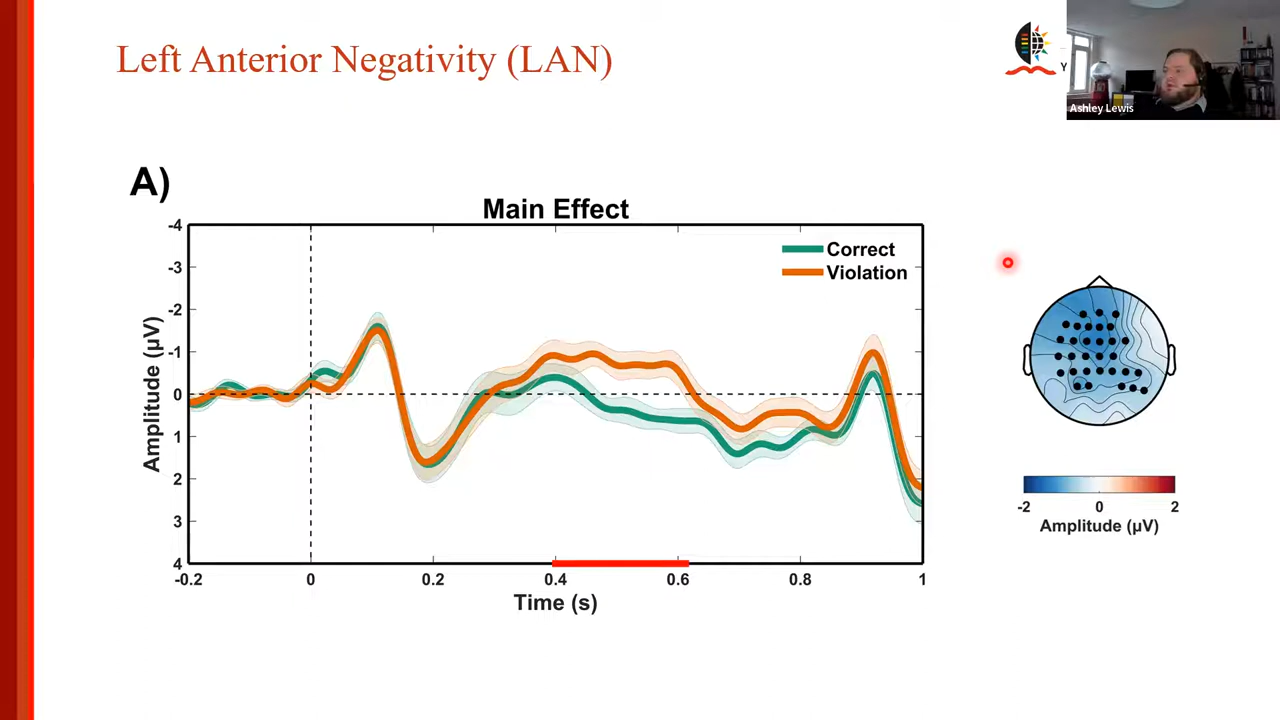 Left Anterior Negativity (LAN)
Y
Ashley Lewis
A)
Main Effect
Correct
Violation
-4
-3
-2
-1
0
1
2
3
4
Amplitude (μV)
-0.2 0 0.2 0.4 0.6 0.8 1
Time (s)
-2 0 2
Amplitude (μV)